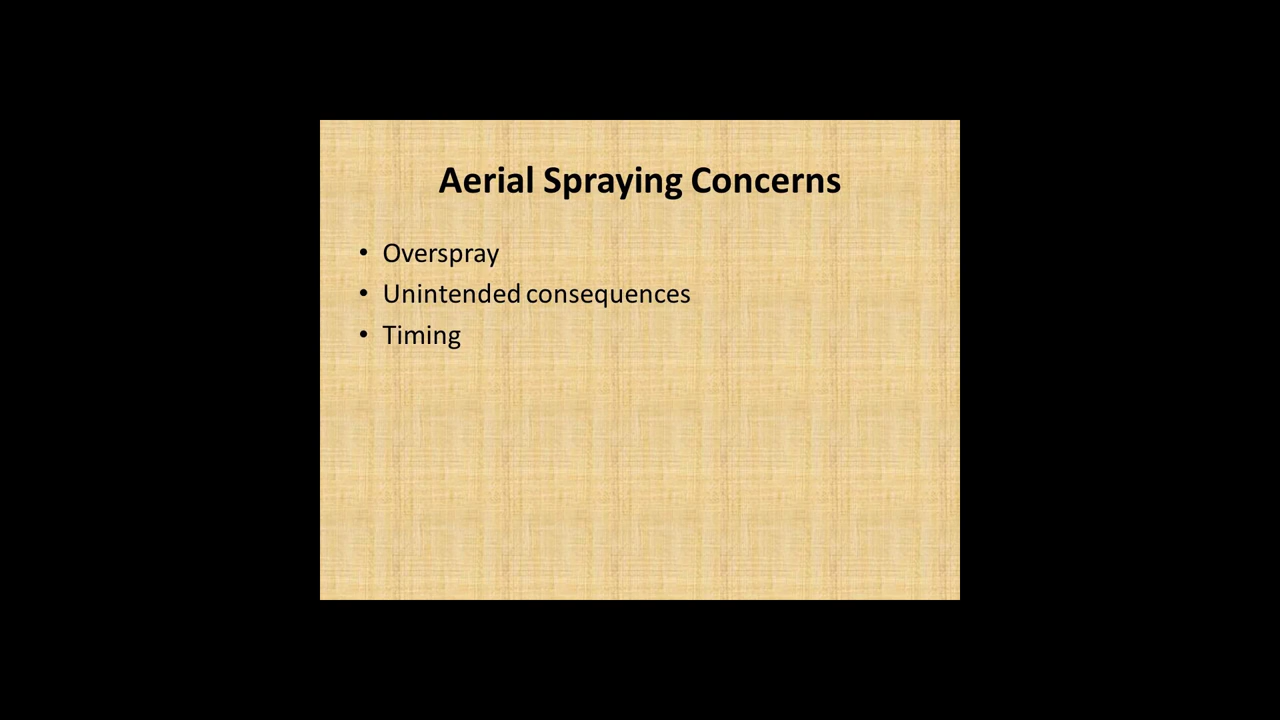 Aerial Spraying Concerns
• Overspray
• Unintended consequences
• Timing